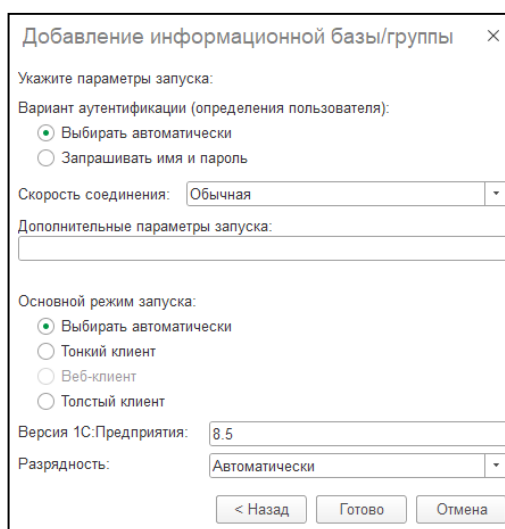 Добавление информационной базы/группы
Укажите параметры запуска:
Вариант аутентификации (определения пользователя):
Выбирать автоматически
Запрашивать имя и пароль
Скорость соединения: Обычная
Дополнительные параметры запуска:
Основной режим запуска:
Выбирать автоматически
Тонкий клиент
Веб-клиент
Толстый клиент
Версия 1С:Предприятия: 8.5
Разрядность: Автоматически
< Назад Готово Отмена